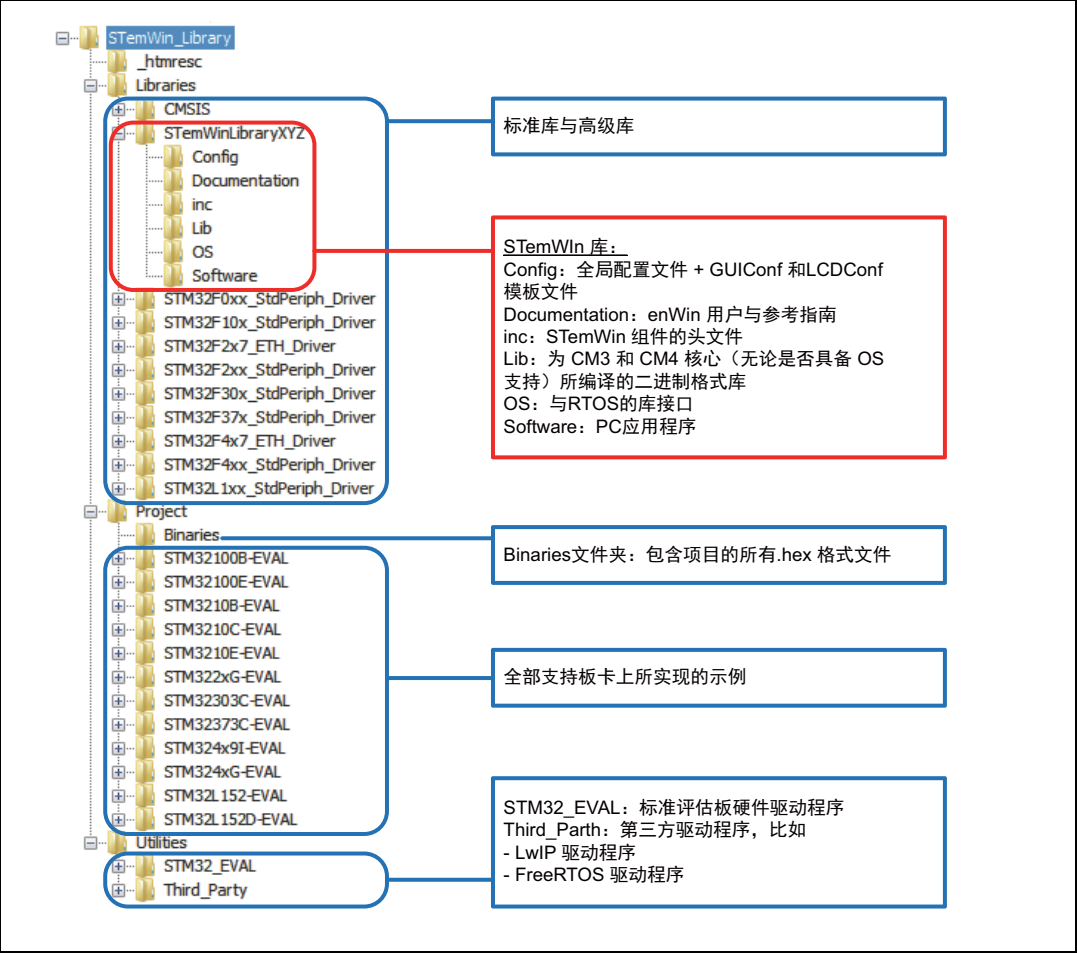 STemWin_Library
_htmresc
Libraries
CMSIS
STemWinLibraryXYZ
Config
Documentation
inc
Lib
OS
Software
STM32F0xx_StdPeriph_Driver
STM32F10x_StdPeriph_Driver
STM32F2x7_ETH_Driver
STM32F2xx_StdPeriph_Driver
STM32F30x_StdPeriph_Driver
STM32F37x_StdPeriph_Driver
STM32F4x7_ETH_Driver
STM32F4xx_StdPeriph_Driver
STM32L1xx_StdPeriph_Driver
Project
Binaries
STM32100B-EVAL
STM32100E-EVAL
STM3210B-EVAL
STM3210C-EVAL
STM3210E-EVAL
STM322xG-EVAL
STM32303C-EVAL
STM32373C-EVAL
STM324x9I-EVAL
STM324xG-EVAL
STM32L152-EVAL
STM32L152D-EVAL
Utilities
STM32_EVAL
Third_Party
标准库与高级库
STemWIn 库：
Config：全局配置文件 + GUIConf 和LCDConf
模板文件
Documentation：enWin 用户与参考指南
inc：STemWin 组件的头文件
Lib：为 CM3 和 CM4 核心（无论是否具备 OS
支持）所编译的二进制格式库
OS：与RTOS的库接口
Software：PC应用程序
Binaries文件夹：包含项目的所有.hex 格式文件
全部支持板卡上所实现的示例
STM32_EVAL：标准评估板硬件驱动程序
Third_Parth：第三方驱动程序，比如
- LwIP 驱动程序
- FreeRTOS 驱动程序